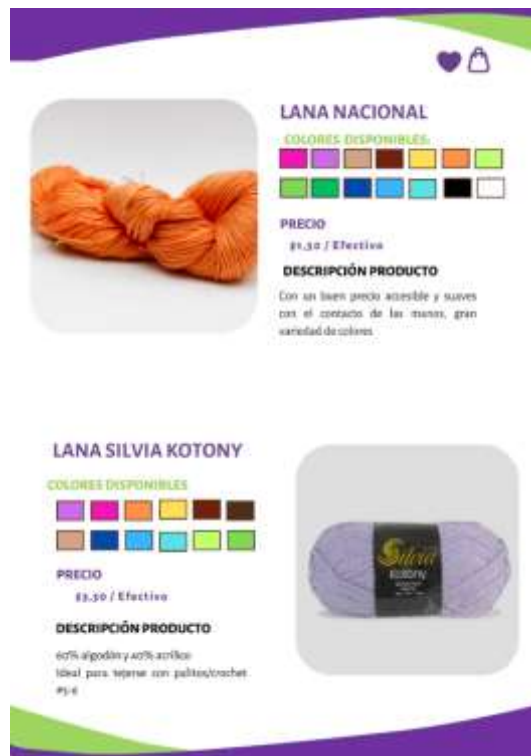 LANA NACIONAL
COLORES DISPONIBLES:
PRECIO
$1,30 / Efectivo
DESCRIPCIÓN PRODUCTO
Con un buen precio accesible y suaves
con el contacto de las manos, gran
variedad de colores
LANA SILVIA KOTONY
COLORES DISPONIBLES
PRECIO
$3,30 / Efectivo
DESCRIPCIÓN PRODUCTO
60% algodón y 40% acrílico
Ideal para tejerse con palitos/crochet
#5-6
Silvia
kotony